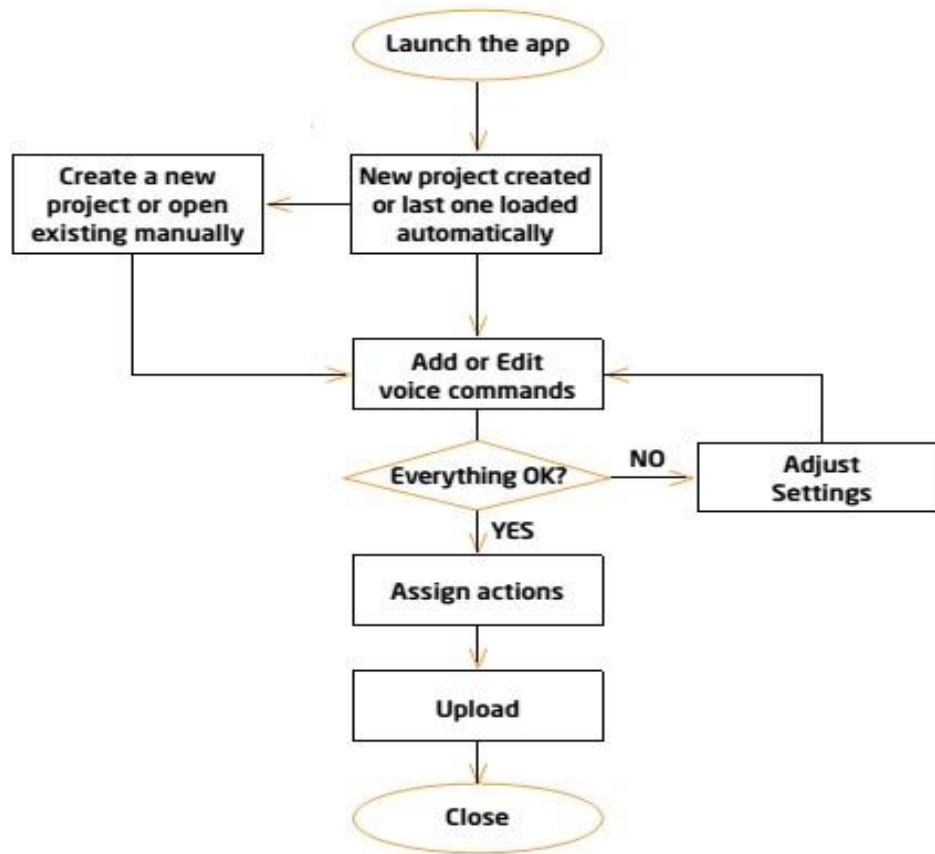 Launch the app
Create a new
project or open
existing manually
New project created
or last one loaded
automatically
Add or Edit
voice commands
Everything OK?
NO
Adjust
Settings
YES
Assign actions
Upload
Close